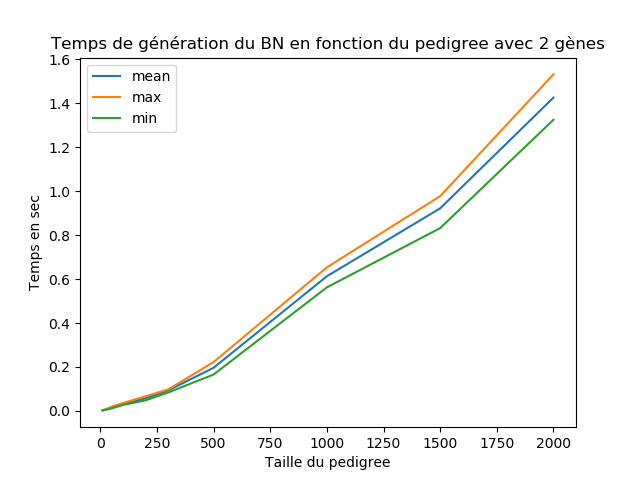 Temps de génération du BN en fonction du pedigree avec 2 gènes
mean
max
min
Temps en sec
1.6
1.4
1.2
1.0
0.8
0.6
0.4
0.2
0.0
0 250 500 750 1000 1250 1500 1750 2000
Taille du pedigree